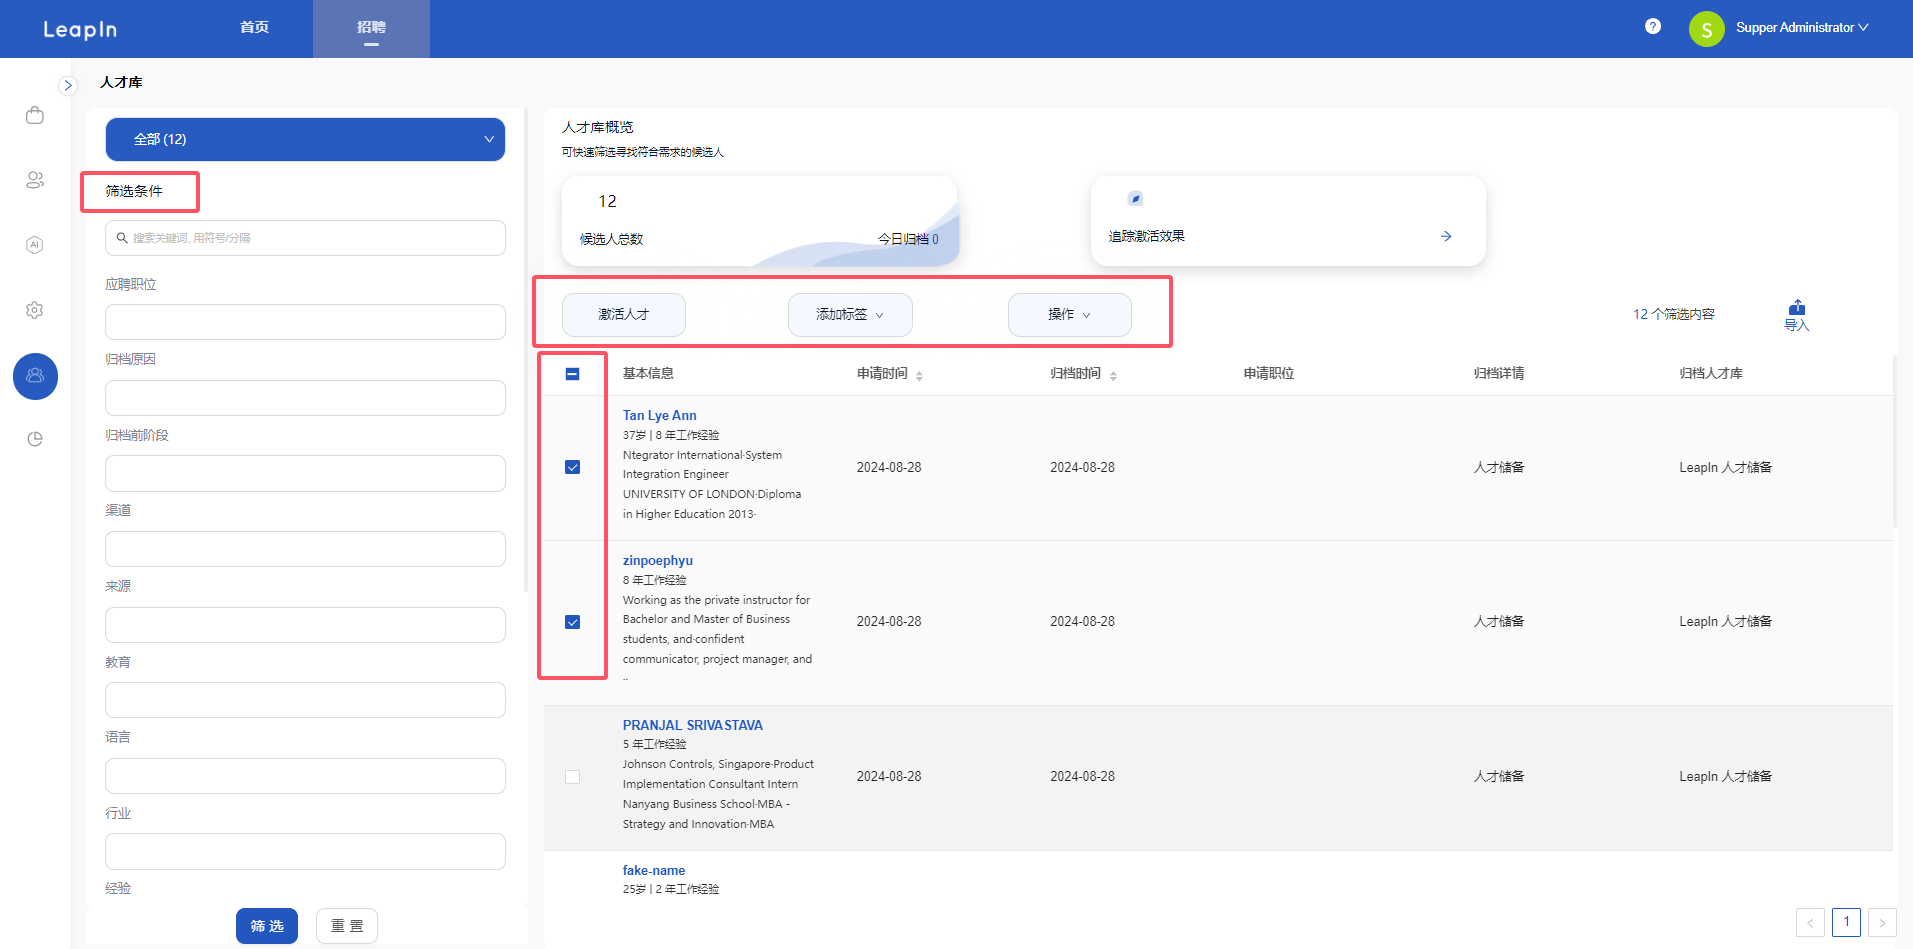 LeapIn
首页
招聘
?
S
Supper Administrator
人才库
全部 (12)
筛选条件
搜索关键词, 用符号/分隔
应聘职位
归档原因
归档前阶段
渠道
来源
教育
语言
行业
经验
筛 选
重 置
AI
人才库概览
可快速筛选寻找符合需求的候选人
12
候选人总数
今日归档 0
追踪激活效果
激活人才
添加标签
操作
12 个筛选内容
导入
基本信息
申请时间
归档时间
申请职位
归档详情
归档人才库
Tan Lye Ann
37岁 | 8 年工作经验
Ntegrator International·System
Integration Engineer
UNIVERSITY OF LONDON·Diploma
in Higher Education 2013·
2024-08-28
2024-08-28
人才储备
LeapIn 人才储备
zinpoephyu
8 年工作经验
Working as the private instructor for
Bachelor and Master of Business
students, and·confident
communicator, project manager, and
..
2024-08-28
2024-08-28
人才储备
LeapIn 人才储备
PRANJAL SRIVASTAVA
5 年工作经验
Johnson Controls, Singapore·Product
Implementation Consultant Intern
Nanyang Business School·MBA -
Strategy and Innovation·MBA
2024-08-28
2024-08-28
人才储备
LeapIn 人才储备
fake-name
25岁 | 2 年工作经验
< 1 >